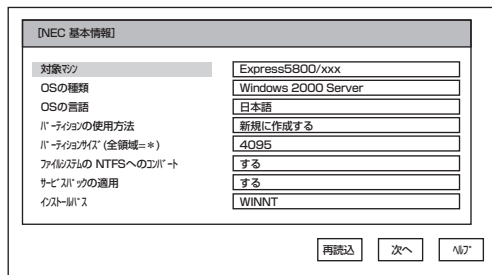 [NEC 基本情報]
対象ﾏｼﾝ Express5800/xxx
OSの種類 Windows 2000 Server
OSの言語 日本語
ﾊﾟｰﾃｨｼｮﾝの使用方法 新規に作成する
ﾊﾟｰﾃｨｼｮﾝｻｲｽﾞ(全領域=*) 4095
ﾌｧｲﾙｼｽﾃﾑの NTFSへのｺﾝﾊﾞｰﾄ する
ｻｰﾋﾞｽﾊﾟｯｸの適用 する
ｲﾝｽﾄｰﾙﾊﾟｽ WINNT
再読込 次へ ﾍﾙﾌﾟ